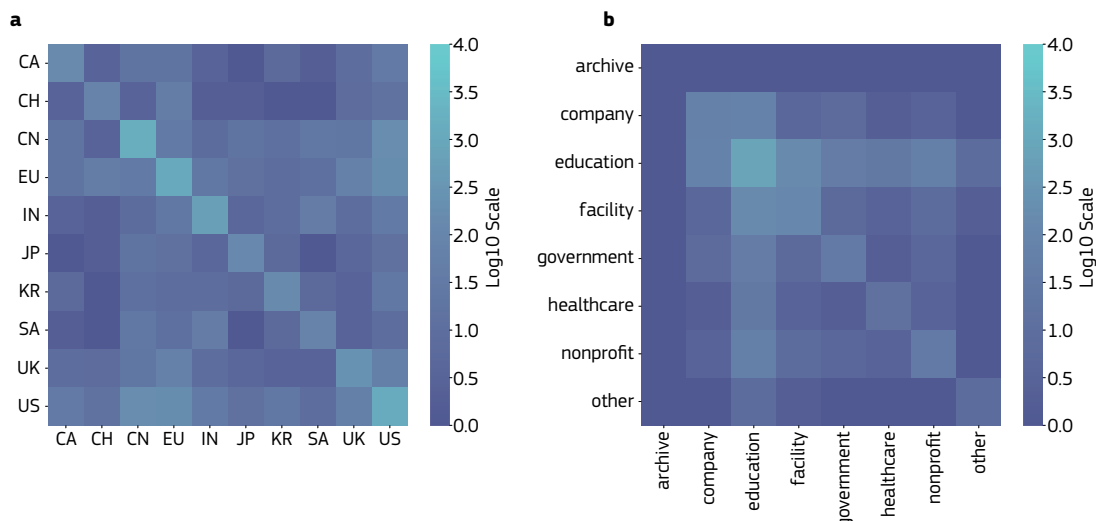 a
CA
CH
CN
EU
IN
JP
KR
SA
UK
US
CA CH CN EU IN JP KR SA UK US
4.0
3.5
3.0
2.5
2.0
1.5
1.0
0.5
0.0
Log10 Scale
b
archive
company
education
facility
government
healthcare
nonprofit
other
archive
company
education
facility
overnment
healthcare
nonprofit
other
4.0
3.5
3.0
2.5
2.0
1.5
1.0
0.5
0.0
Log10 Scale